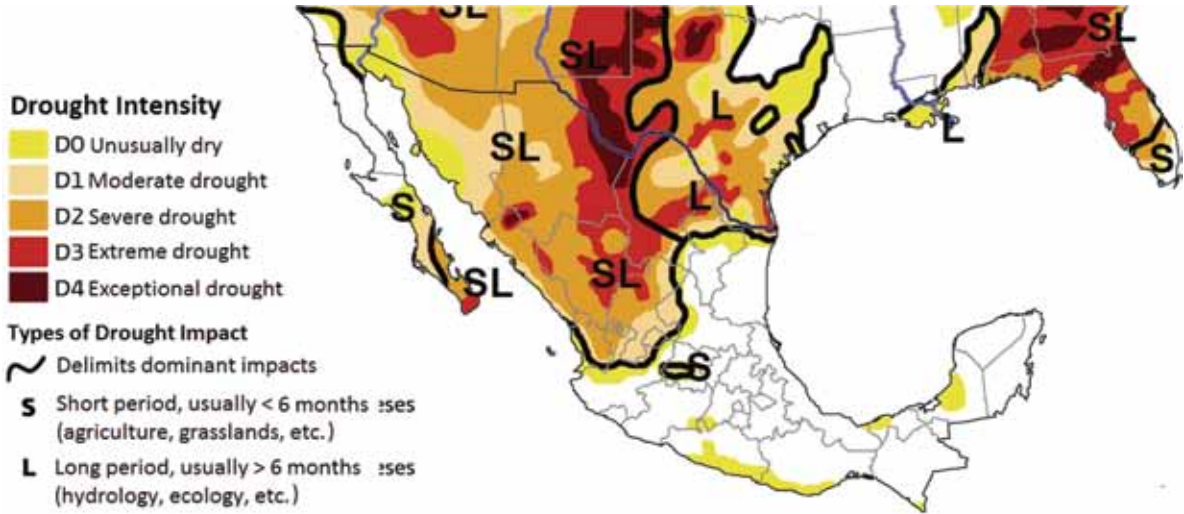 SL
SL
SL
Drought Intensity
D0 Unusually dry
D1 Moderate drought
D2 Severe drought
D3 Extreme drought
D4 Exceptional drought
Types of Drought Impact
Delimits dominant impacts
S Short period, usually < 6 months :ses
(agriculture, grasslands, etc.)
L Long period, usually > 6 months :ses
(hydrology, ecology, etc.)
L
L
SL
L
S
S
SL
SL
S